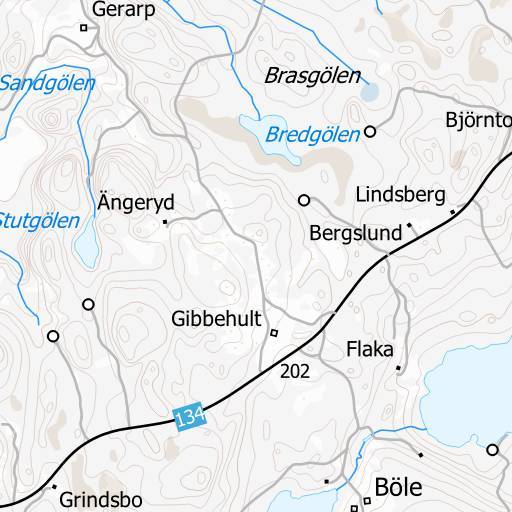 Gerarp
Sandgölen
Brasgölen
Bredgölen
Björnto
Ängeryd
Lindsberg
Stutgölen
Bergslund
Gibbehult
Flaka
202
134
Böle
Grindsbo